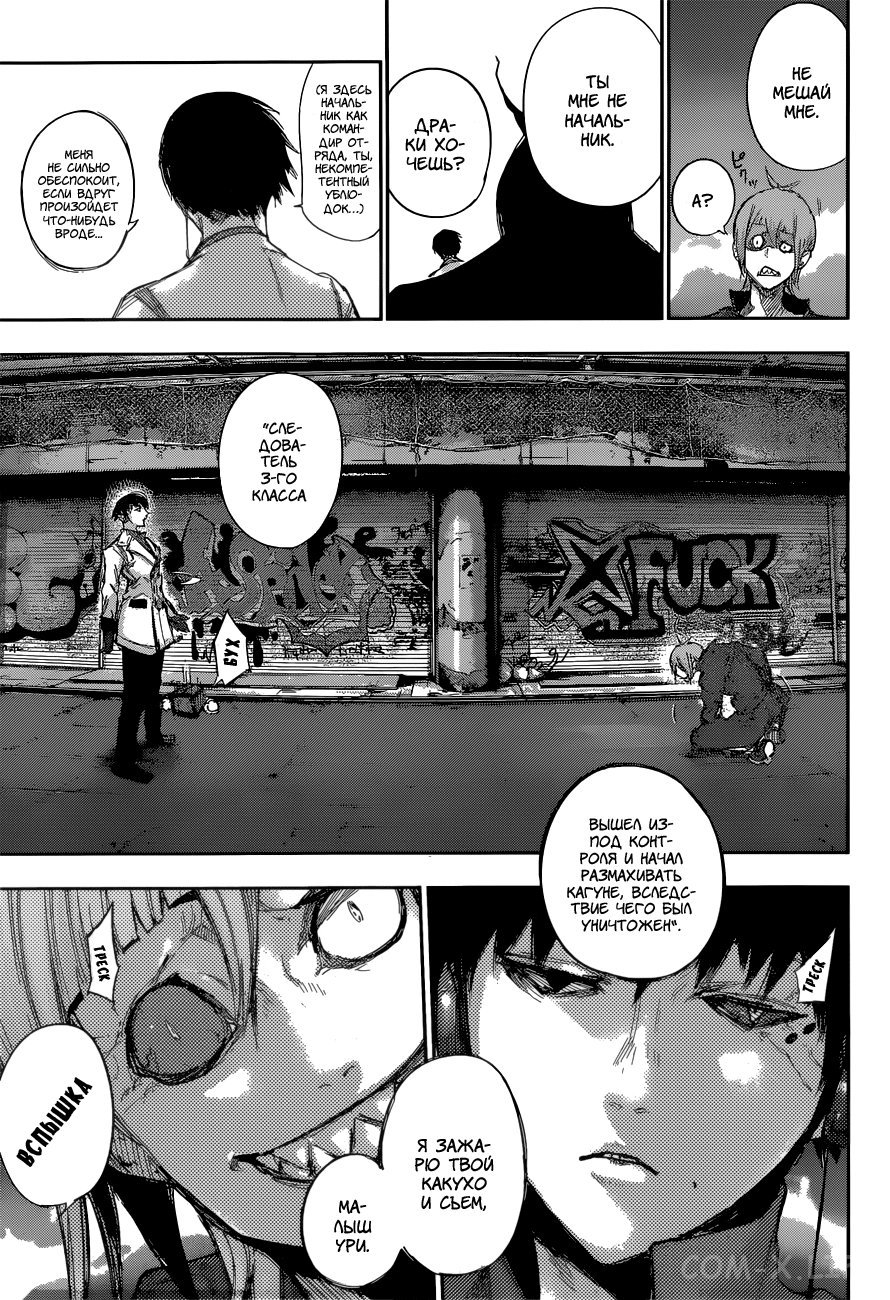 НЕ
МЕШАЙ
МНЕ.
ピクッ
А?
ТЫ
МНЕ НЕ
НАЧАЛЬ-
НИК.
ДРА-
КИ ХО-
ЧЕШЬ?
(Я ЗДЕСЬ
НАЧАЛЬ-
НИК КАК
КОМАН-
ДИР ОТ-
РЯДА, ТЫ,
НЕКОМПЕ-
ТЕНТНЫЙ
УБЛЮ-
ДОК...)
МЕНЯ
НЕ СИЛЬНО
ОБЕСПОКОИТ,
ЕСЛИ ВДРУГ
ПРОИЗОЙДЕТ
ЧТО-НИБУДЬ
ВРОДЕ...
"СЛЕ-
ДОВА-
ТЕЛЬ
3-ГО
КЛАССА
FUCK
БУХ
ВЫШЕЛ ИЗ-
ПОД КОНТ-
РОЛЯ И НАЧАЛ
РАЗМАХИВАТЬ
КАГУНЕ, ВСЛЕДС-
ТВИЕ ЧЕГО БЫЛ
УНИЧТОЖЕН".
ТРЕСК
ТРЕСК
Я ЗАЖА-
РЮ ТВОЙ
КАКУХО
И СЪЕМ,
МА-
ЛЫШ
УРИ.
ВСПЫШКА